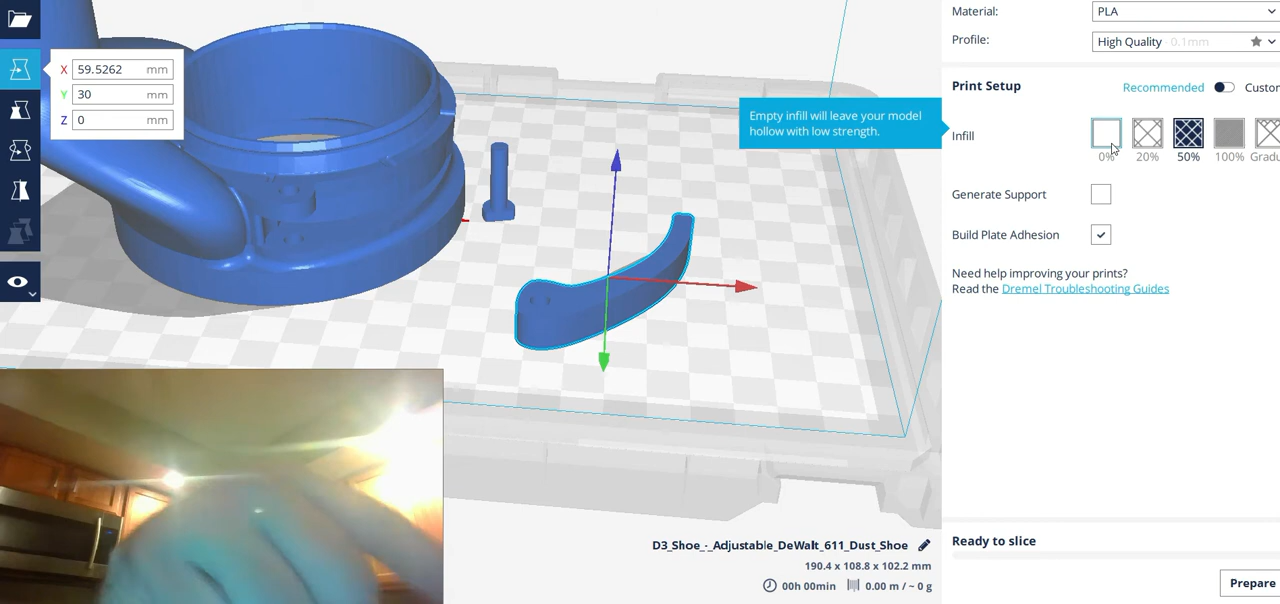 Material:
PLA
Profile:
High Quality - 0.1mm
X 59.5262 mm
Y 30 mm
Z 0 mm
Print Setup
Recommended
Custom
Empty infill will leave your model
hollow with low strength.
Infill
0% 20% 50% 100% Gradu
Generate Support
Build Plate Adhesion
Need help improving your prints?
Read the Dremel Troubleshooting Guides
D3_Shoe_-_Adjustable_DeWalt_611_Dust_Shoe
190.4 x 108.8 x 102.2 mm
00h 00min 0.00 m / ~ 0 g
Ready to slice
Prepare